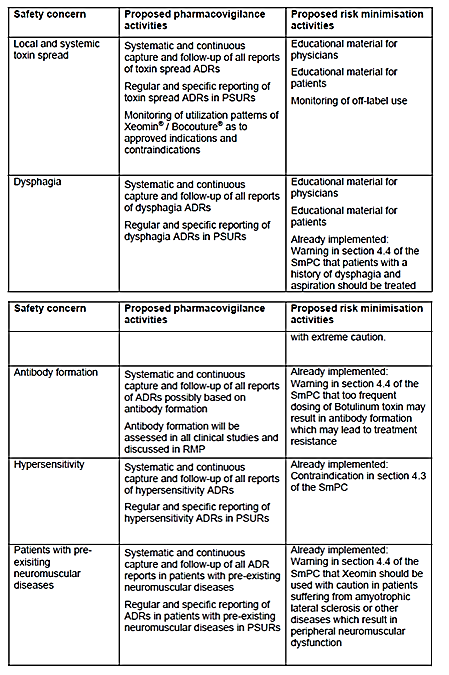 Safety concern
Proposed pharmacovigilance
activities
Proposed risk minimisation
activities
Local and systemic
toxin spread
Systematic and continuous
capture and follow-up of all reports
of toxin spread ADRs
Regular and specific reporting of
toxin spread ADRs in PSURs
Monitoring of utilization patterns of
Xeomin® / Bocouture® as to
approved indications and
contraindications
Educational material for
physicians
Educational material for
patients
Monitoring of off-label use
Dysphagia
Systematic and continuous
capture and follow-up of all reports
of dysphagia ADRs
Regular and specific reporting of
dysphagia ADRs in PSURs
Educational material for
physicians
Educational material for
patients
Already implemented:
Warning in section 4.4 of the
SmPC that patients with a
history of dysphagia and
aspiration should be treated
Safety concern
Proposed pharmacovigilance
activities
Proposed risk minimisation
activities
with extreme caution.
Antibody formation
Systematic and continuous
capture and follow-up of all reports
of ADRs possibly based on
antibody formation
Antibody formation will be
assessed in all clinical studies and
discussed in RMP
Already implemented:
Warning in section 4.4 of the
SmPC that too frequent
dosing of Botulinum toxin may
result in antibody formation
which may lead to treatment
resistance
Hypersensitivity
Systematic and continuous
capture and follow-up of all reports
of hypersensitivity ADRs
Regular and specific reporting of
hypersensitivity ADRs in PSURs
Already implemented:
Contraindication in section 4.3
of the SmPC
Patients with pre-
exisiting
neuromuscular
diseases
Systematic and continuous
capture and follow-up of all ADR
reports in patients with pre-existing
neuromuscular diseases
Regular and specific reporting of
ADRs in patients with pre-existing
neuromuscular diseases in PSURs
Already implemented:
Warning in section 4.4 of the
SmPC that Xeomin should be
used with caution in patients
suffering from amyotrophic
lateral sclerosis or other
diseases which result in
peripheral neuromuscular
dysfunction